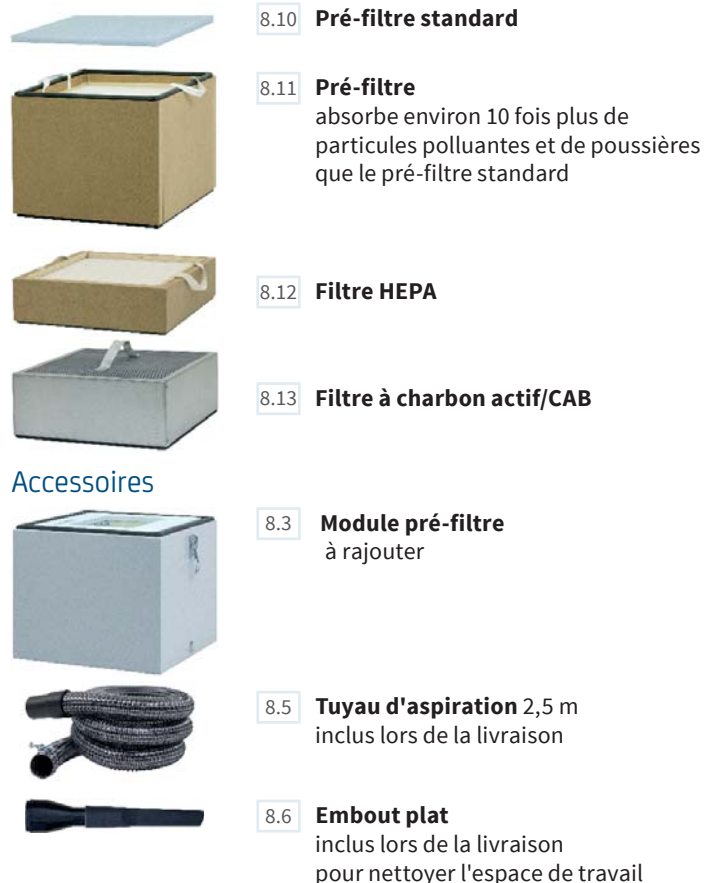 8.10 Pré-filtre standard
8.11 Pré-filtre
absorbe environ 10 fois plus de
particules polluantes et de poussières
que le pré-filtre standard
8.12 Filtre HEPA
8.13 Filtre à charbon actif/CAB
Accessoires
8.3 Module pré-filtre
à rajouter
8.5 Tuyau d'aspiration 2,5 m
inclus lors de la livraison
8.6 Embout plat
inclus lors de la livraison
pour nettoyer l'espace de travail